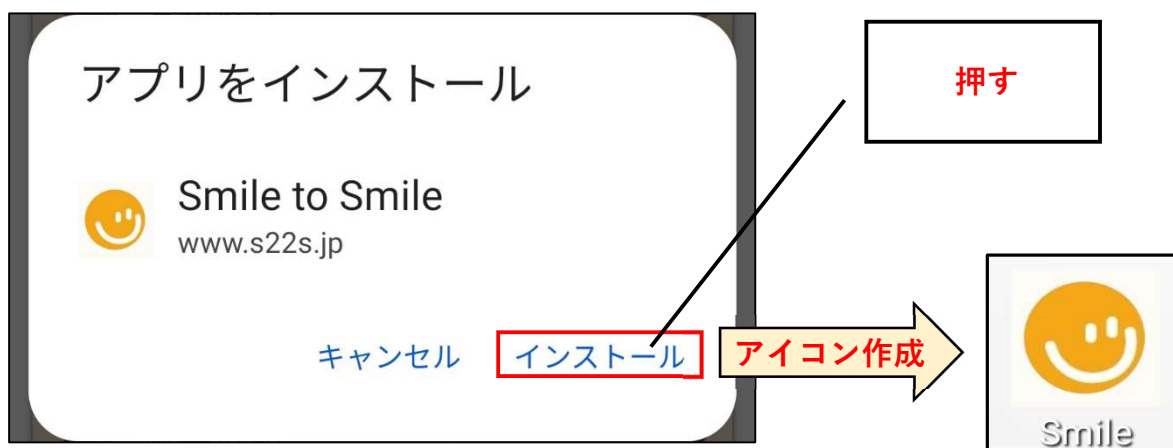 アプリをインストール
押す
Smile to Smile
www.s22s.jp
キャンセル
インストール
アイコン作成
Smile